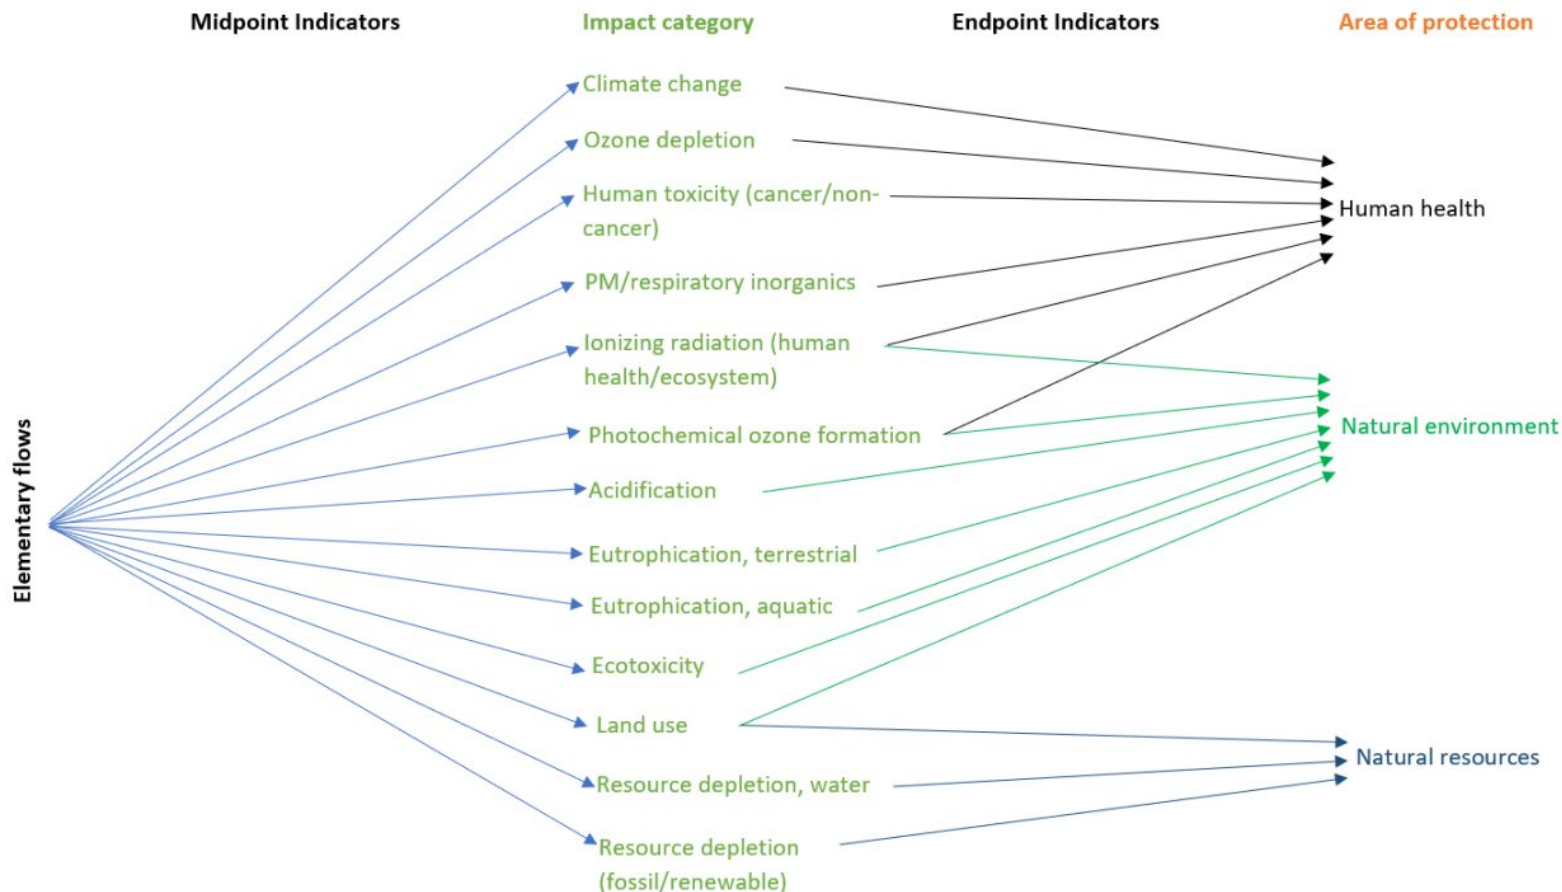 Midpoint Indicators
Impact category
Endpoint Indicators
Area of protection
Elementary flows
Climate change
Ozone depletion
Human toxicity (cancer/non-
cancer)
PM/respiratory inorganics
Ionizing radiation (human
health/ecosystem)
Photochemical ozone formation
Acidification
Eutrophication, terrestrial
Eutrophication, aquatic
Ecotoxicity
Land use
Resource depletion, water
Resource depletion
(fossil/renewable)
Human health
Natural environment
Natural resources